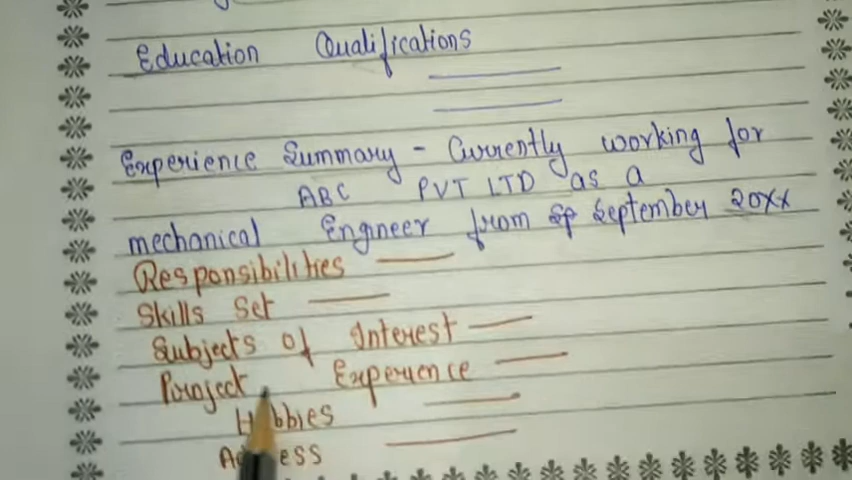 Education Qualifications
Experience Summary - Currently working for
ABC PVT LTD as a
mechanical Engineer from Sp September 20xx
Responsibilities
Skills Set
Subjects of Interest
Project Experience
Hobbies